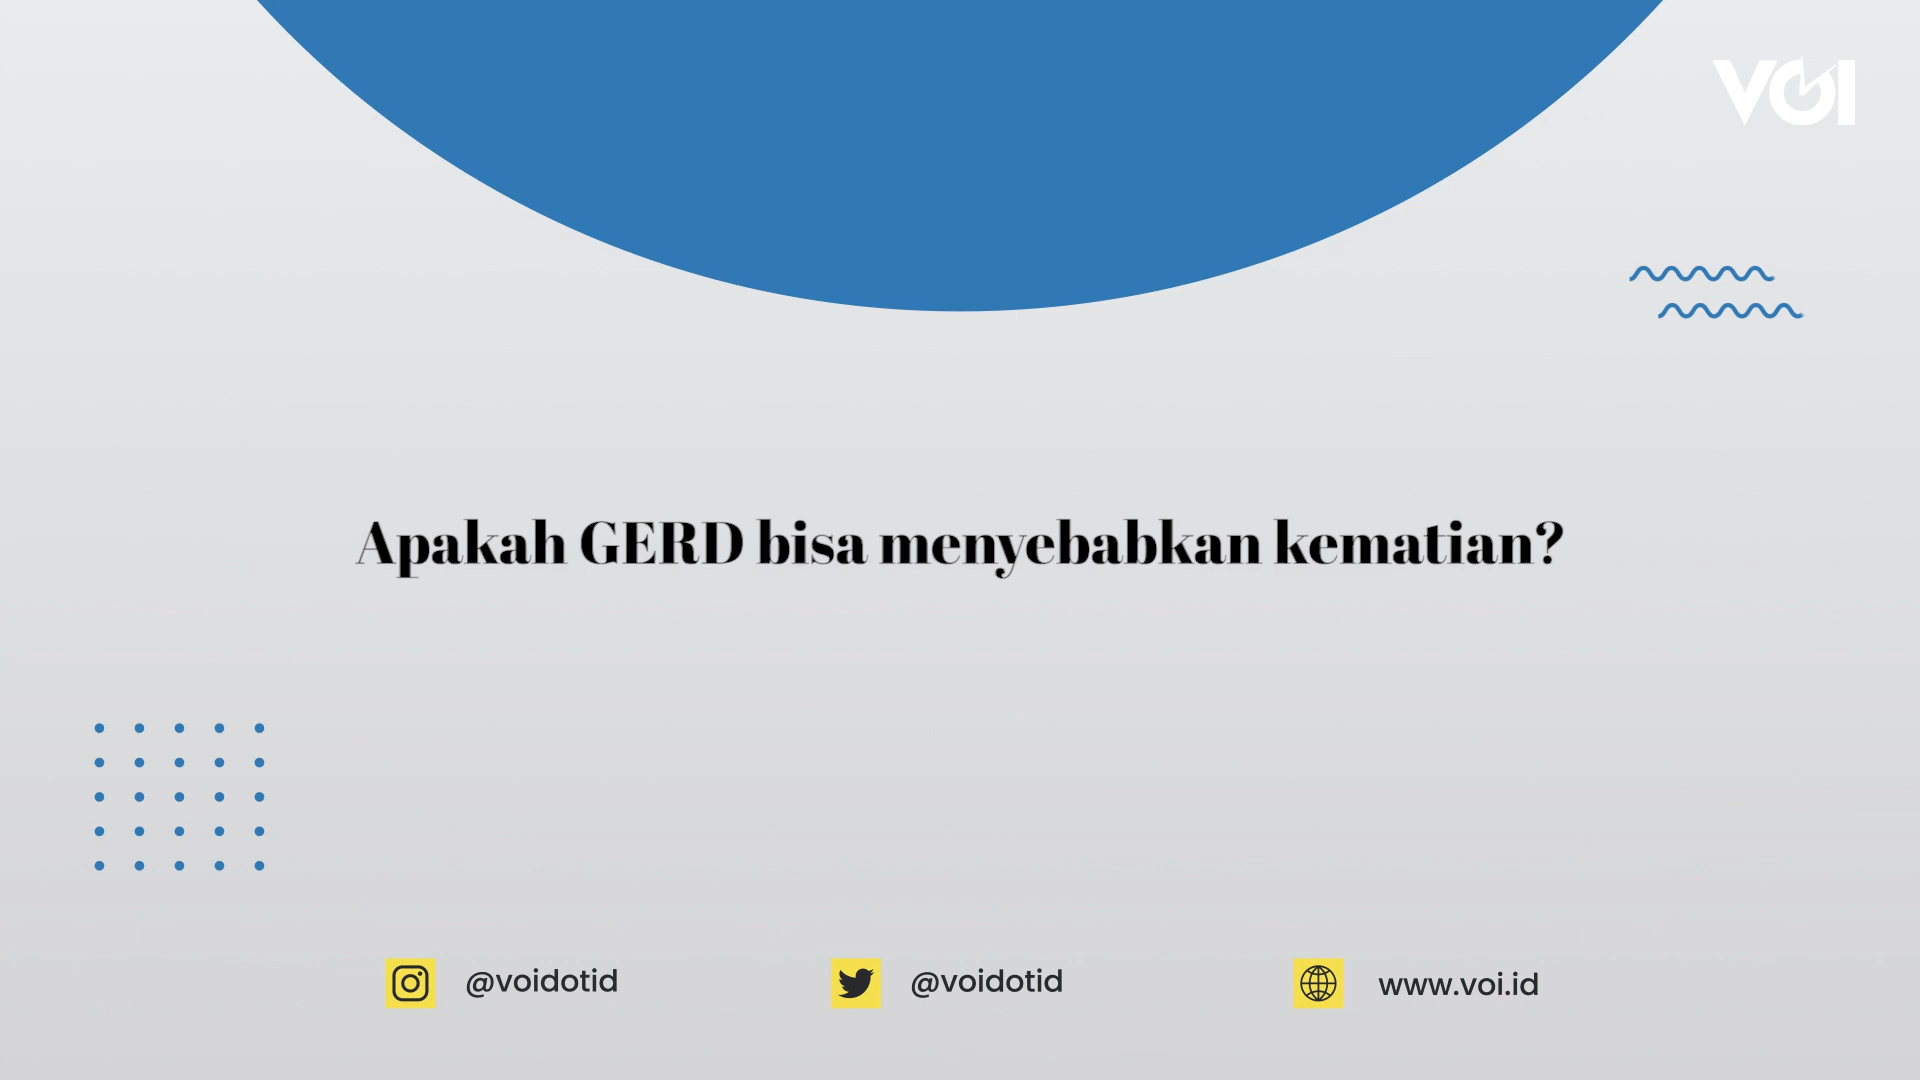 VOI
Apakah GERD bisa menyebabkan kematian?
@voidotid
@voidotid
www.voi.id